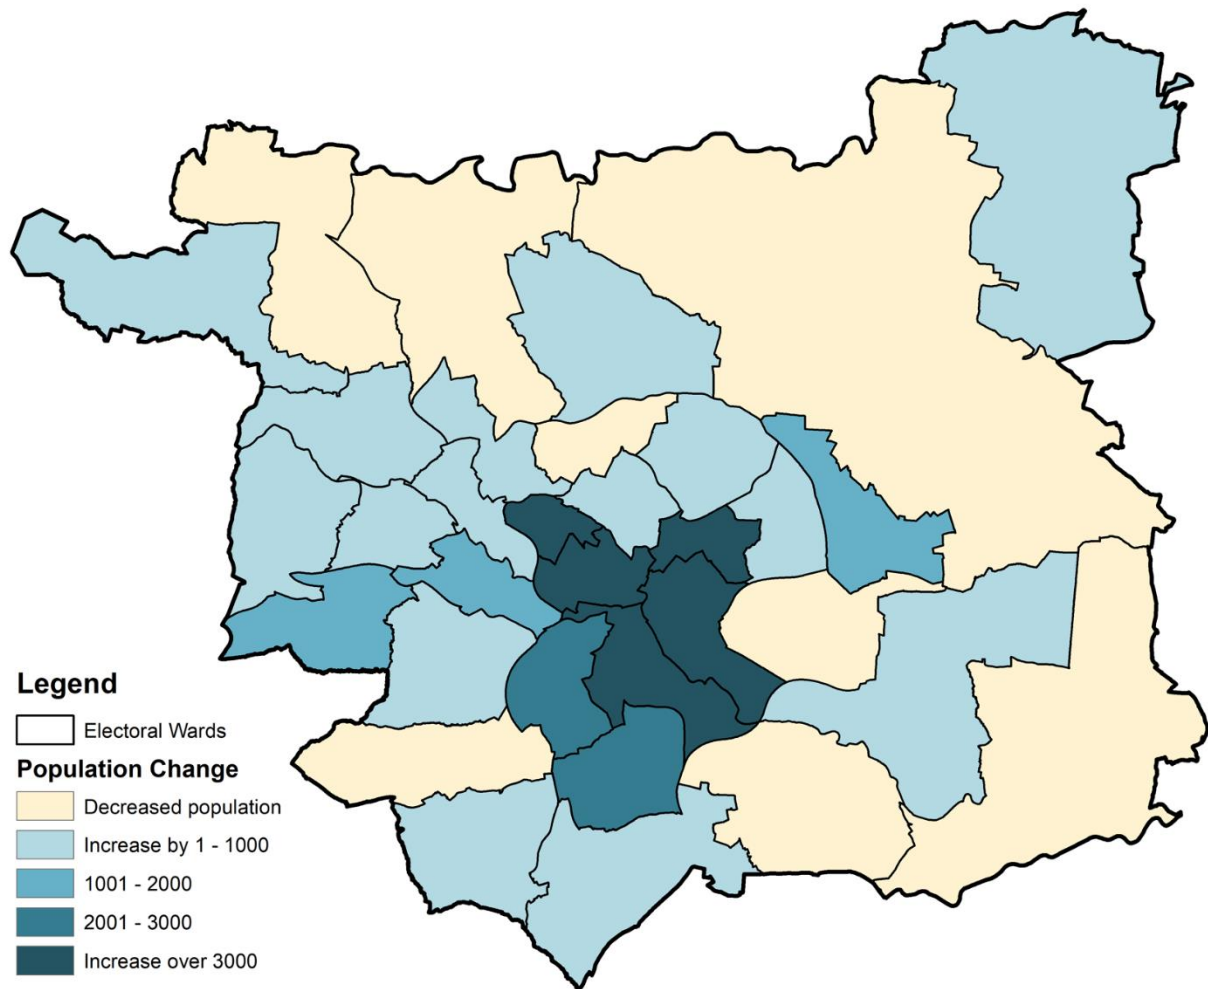 Legend
Electoral Wards
Population Change
Decreased population
Increase by 1 - 1000
1001 - 2000
2001 - 3000
Increase over 3000